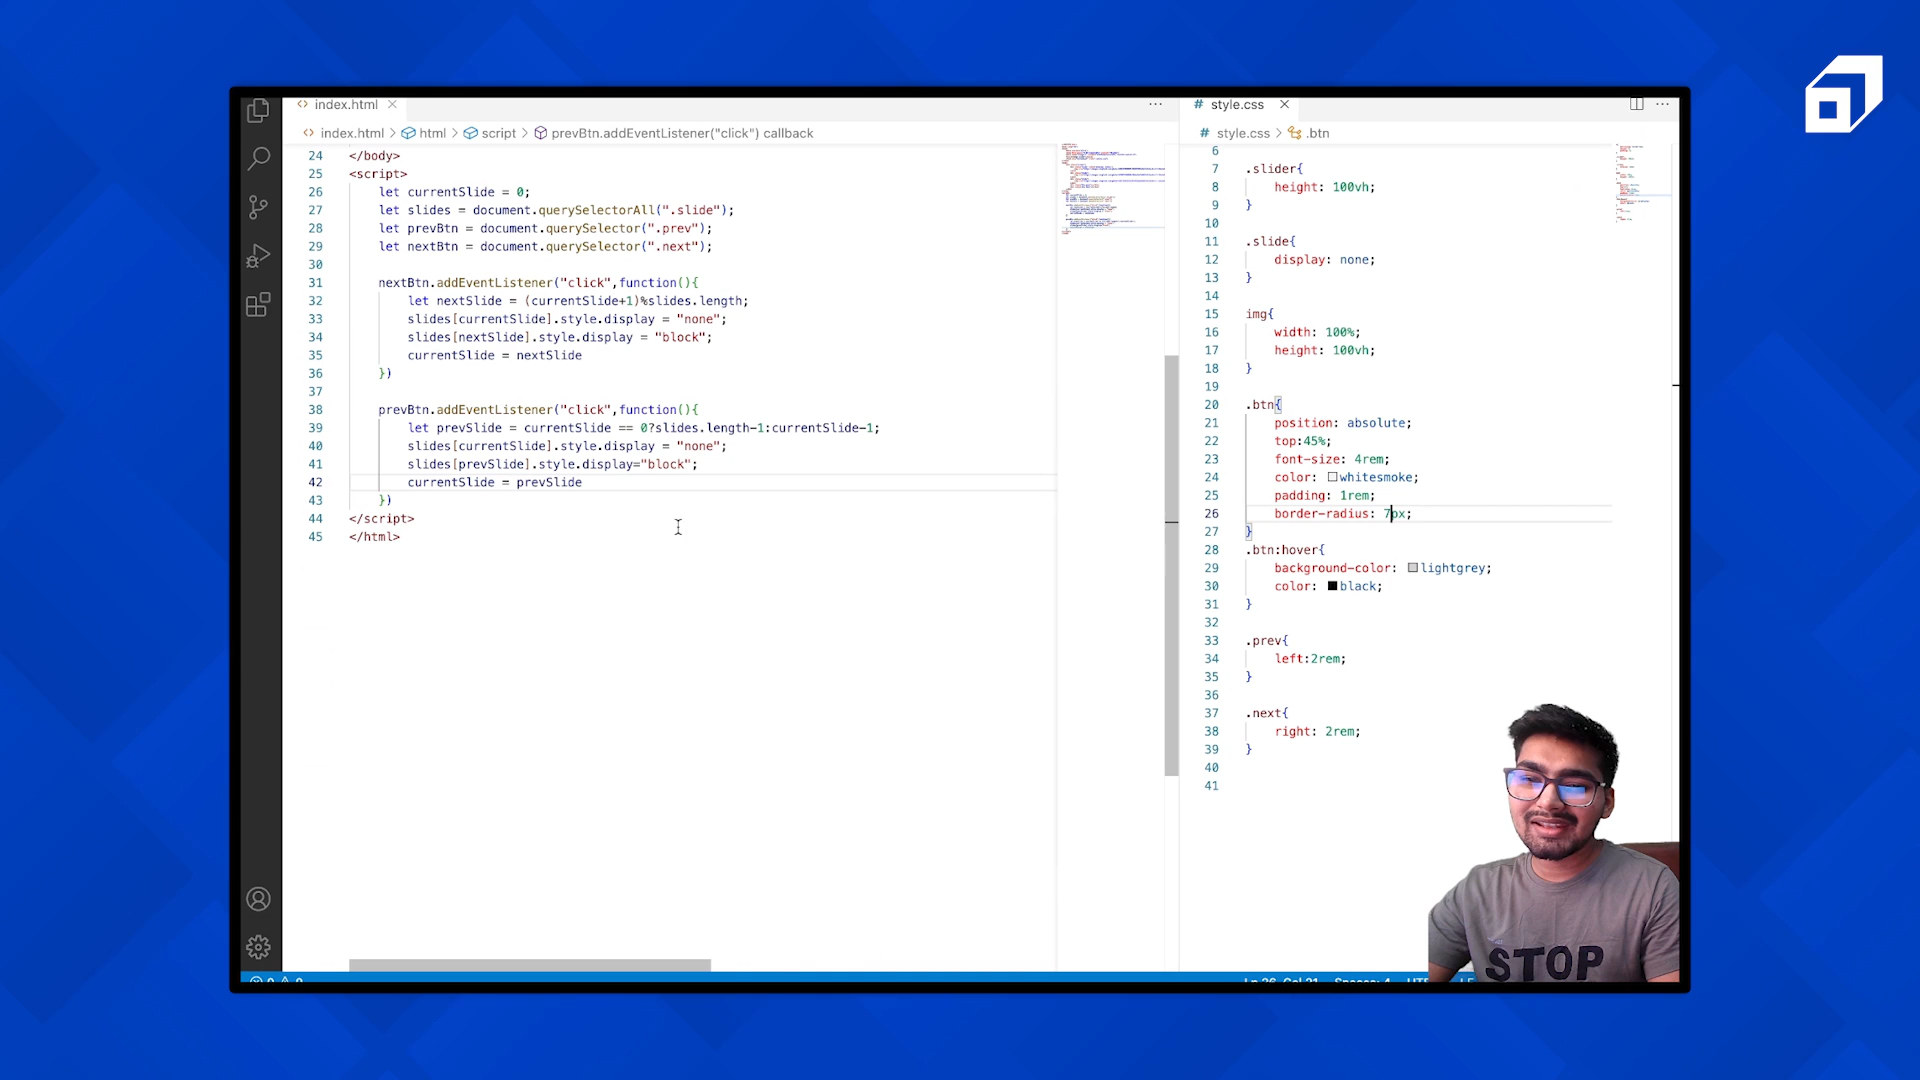 index.html
index.html > html > script > prevBtn.addEventListener("click") callback
24 </body>
25 <script>
26 let currentSlide = 0;
27 let slides = document.querySelectorAll(".slide");
28 let prevBtn = document.querySelector(".prev");
29 let nextBtn = document.querySelector(".next");
30
31 nextBtn.addEventListener("click",function(){
32 let nextSlide = (currentSlide+1)%slides.length;
33 slides[currentSlide].style.display = "none";
34 slides[nextSlide].style.display = "block";
35 currentSlide = nextSlide
36 })
37
38 prevBtn.addEventListener("click",function(){
39 let prevSlide = currentSlide == 0?slides.length-1:currentSlide-1;
40 slides[currentSlide].style.display = "none";
41 slides[prevSlide].style.display="block";
42 currentSlide = prevSlide
43 })
44 </script>
45 </html>
# style.css
# style.css > .btn
6
7 .slider{
8 height: 100vh;
9 }
10
11 .slide{
12 display: none;
13 }
14
15 img{
16 width: 100%;
17 height: 100vh;
18 }
19
20 .btn{
21 position: absolute;
22 top:45%;
23 font-size: 4rem;
24 color: whitesmoke;
25 padding: 1rem;
26 border-radius: 7px;
27 }
28 .btn:hover{
29 background-color: lightgrey;
30 color: black;
31 }
32
33 .prev{
34 left:2rem;
35 }
36
37 .next{
38 right: 2rem;
39 }
40
41
STOP